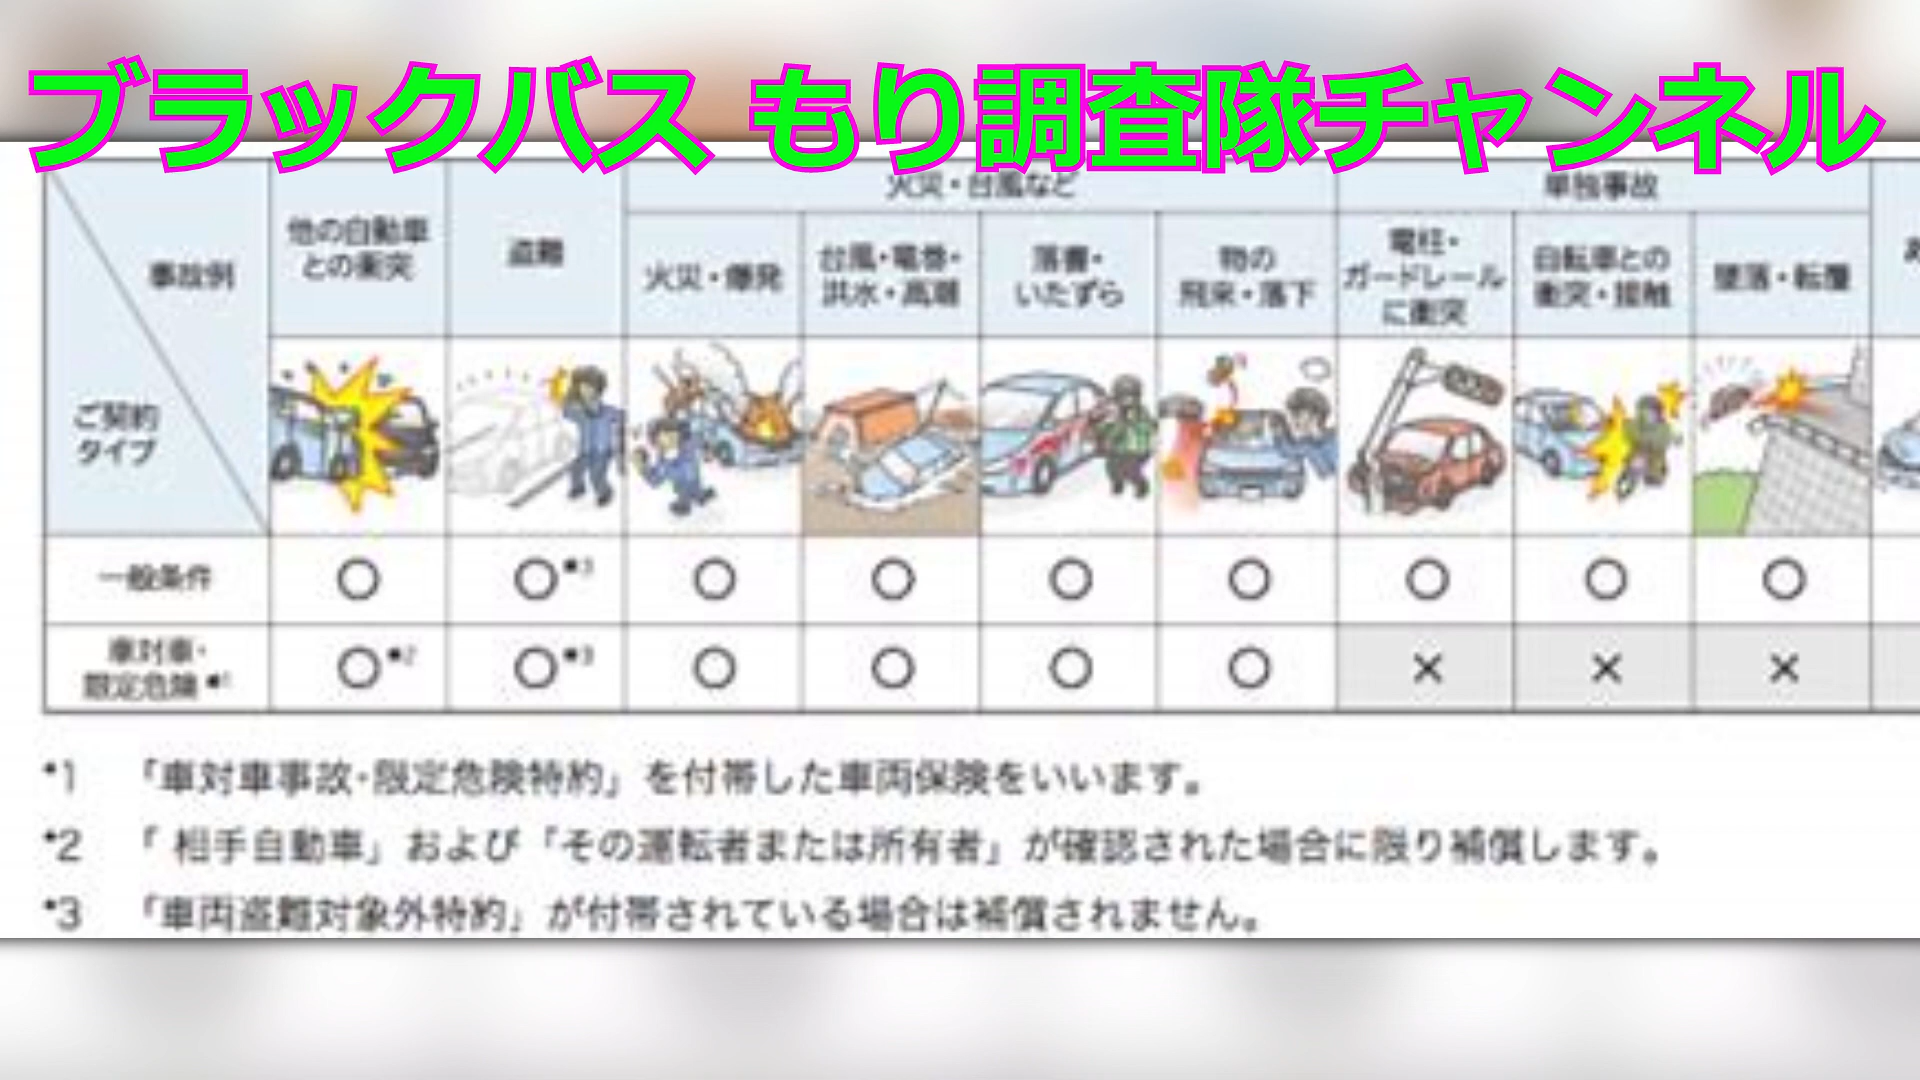 ブラックバス もり調査隊チャンネル
火災・台風など
単独事故
事故例
ご契約
タイプ
他の自動車
との衝突
盗難
火災・爆発
台風・竜巻・
洪水・高潮
落書・
いたずら
物の
飛来・落下
電柱・
ガードレール
に衝突
自転車との
衝突・接触
墜落・転覆
一般条件
○
○*3
○
○
○
○
○
○
○
車対車・
限定危険*1
○*2
○*3
○
○
○
○
×
×
×
*1 「車対車事故・限定危険特約」を付帯した車両保険をいいます。
*2 「 相手自動車」および「その運転者または所有者」が確認された場合に限り補償します。
*3 「車両盗難対象外特約」が付帯されている場合は補償されません。